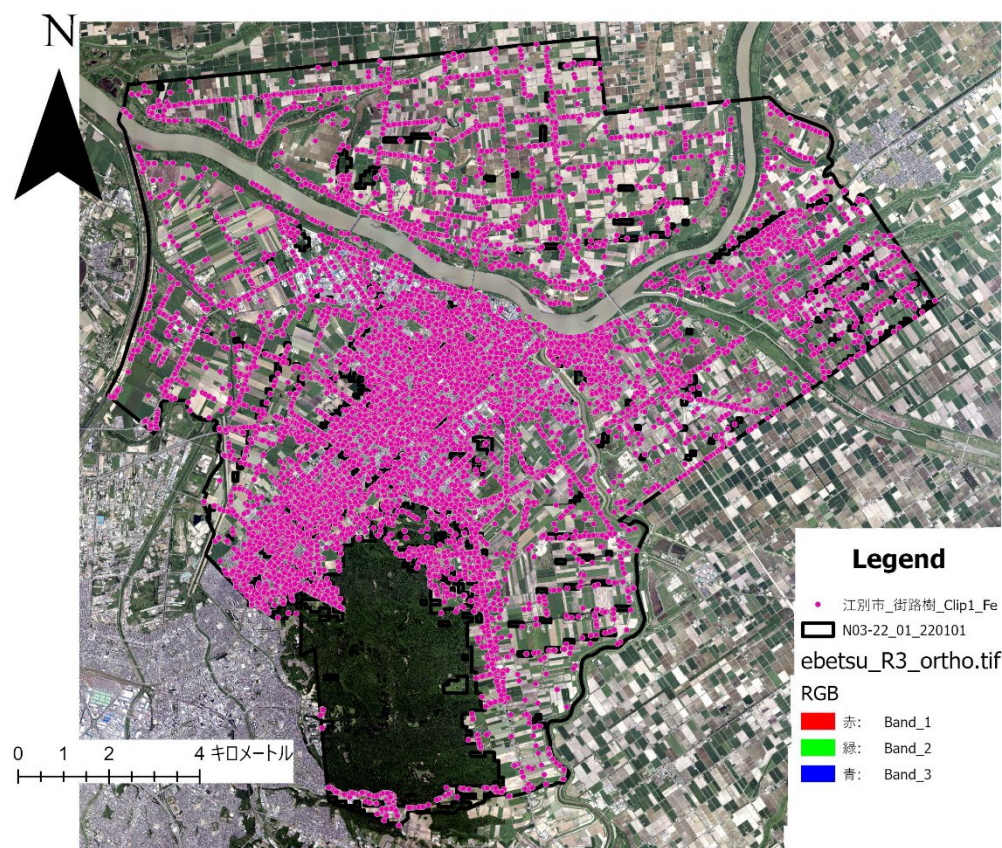 N
Legend
江別市_街路樹_Clip1_Fe
N03-22_01_220101
ebetsu_R3_ortho.tif
RGB
赤: Band_1
緑: Band_2
青: Band_3
0 1 2 4 キロメートル